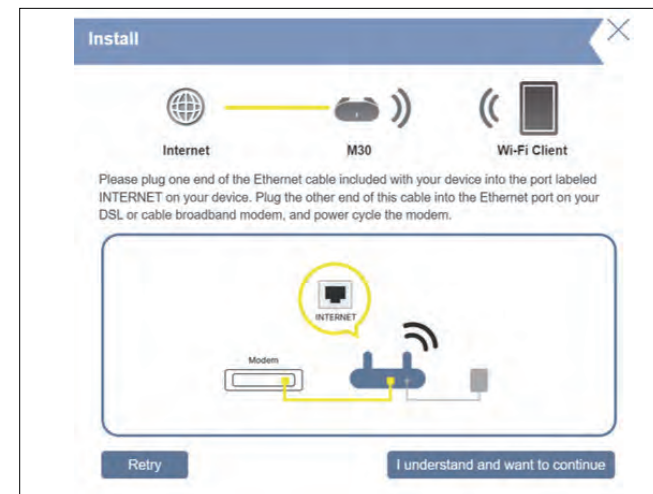 Install
Internet
M30
Wi-Fi Client
Please plug one end of the Ethernet cable included with your device into the port labeled
INTERNET on your device. Plug the other end of this cable into the Ethernet port on your
DSL or cable broadband modem, and power cycle the modem.
INTERNET
Modem
Retry
I understand and want to continue